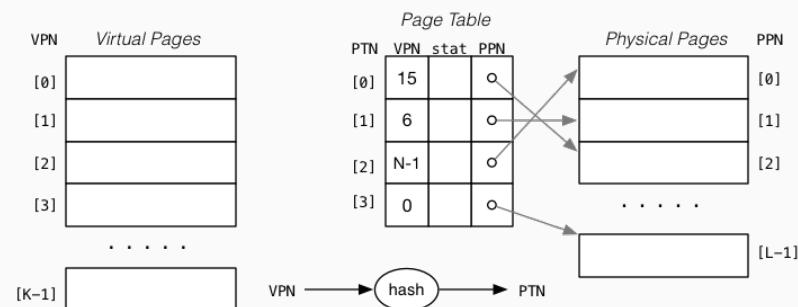 Page Table
VPN Virtual Pages PTN VPN stat PPN Physical Pages PPN
[0] [0] 15 [0]
[1] [1] 6 [1]
[2] [2] N-1 [2]
[3] [3] 0
. . . . .
. . . . .
[L-1]
[K-1] VPN hash PTN